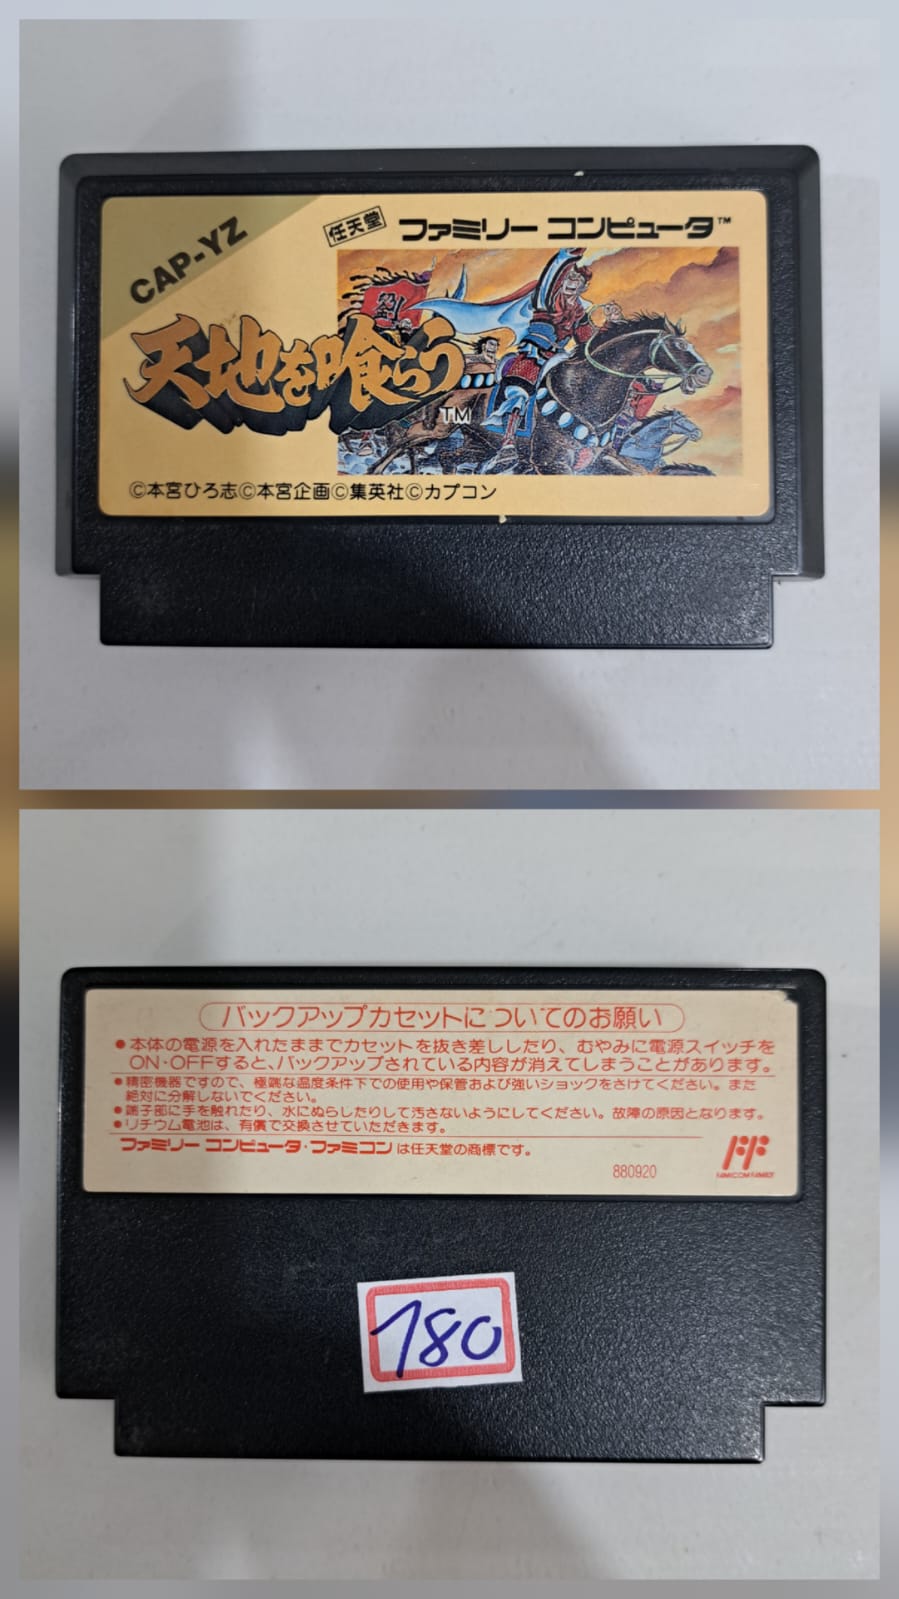 CAP-YZ
任天堂 ファミリー コンピュータ™
劉
天地を喰らう
TM
©本宮ひろ志©本宮企画©集英社©カプコン
バックアップカセットについてのお願い
●本体の電源を入れたままでカセットを抜き差ししたり、むやみに電源スイッチを
ON・OFFすると、バックアップされている内容が消えてしまうことがあります。
●精密機器ですので、極端な温度条件下での使用や保管および強いショックをさけてください。また
絶対に分解しないでください。
●端子部に手を触れたり、水にぬらしたりして汚さないようにしてください。故障の原因となります。
●リチウム電池は、有償で交換させていただきます。
ファミリー コンピュータ・ファミコン は任天堂の商標です。
880920
FF
FAMICOM FAMILY
780